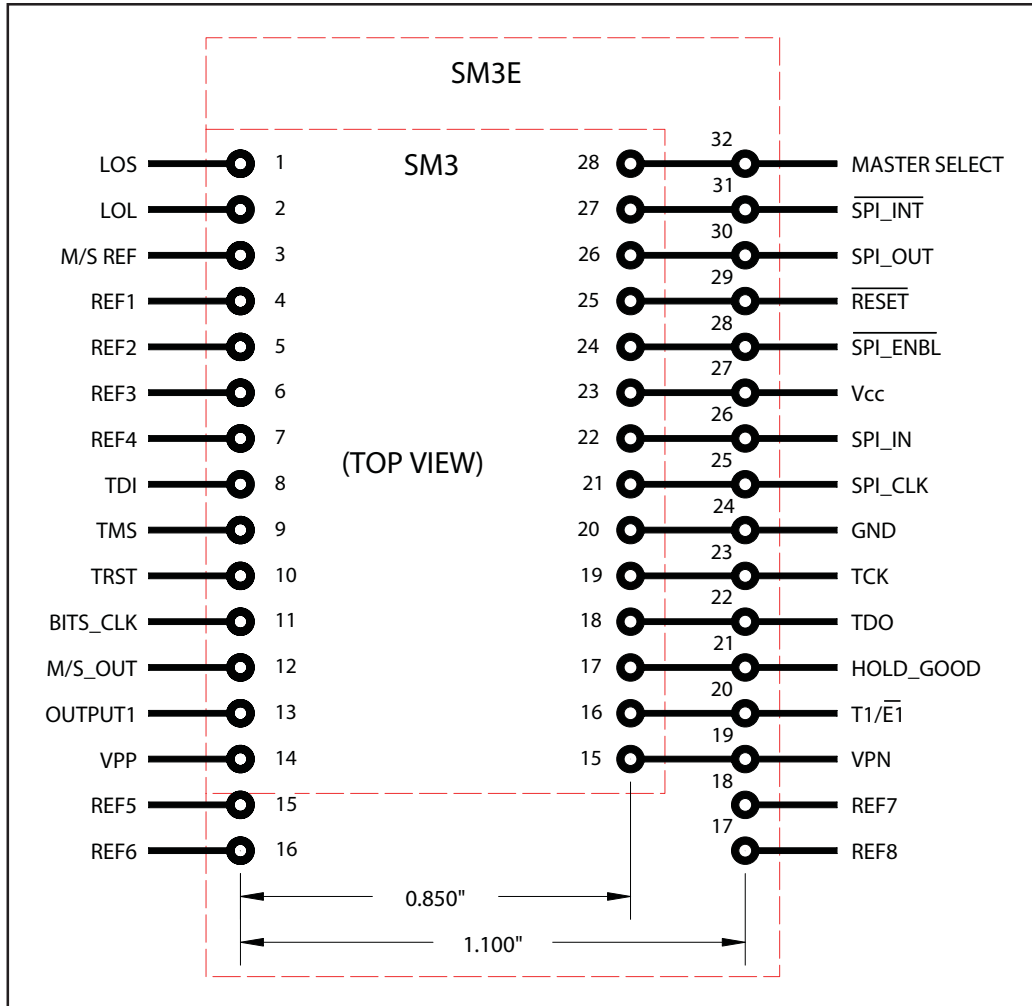 SM3E
SM3
LOS 1 28 32 MASTER SELECT
LOL 2 27 31 SPI_INT
M/S REF 3 26 30 SPI_OUT
REF1 4 25 29 RESET
REF2 5 24 28 SPI_ENBL
REF3 6 23 27 Vcc
REF4 7 22 26 SPI_IN
(TOP VIEW)
TDI 8 21 25 SPI_CLK
TMS 9 20 24 GND
TRST 10 19 23 TCK
BITS_CLK 11 18 22 TDO
M/S_OUT 12 17 21 HOLD_GOOD
OUTPUT1 13 16 20 T1/E1
VPP 14 15 19 VPN
REF5 15 18 REF7
REF6 16 17 REF8
0.850"
1.100"